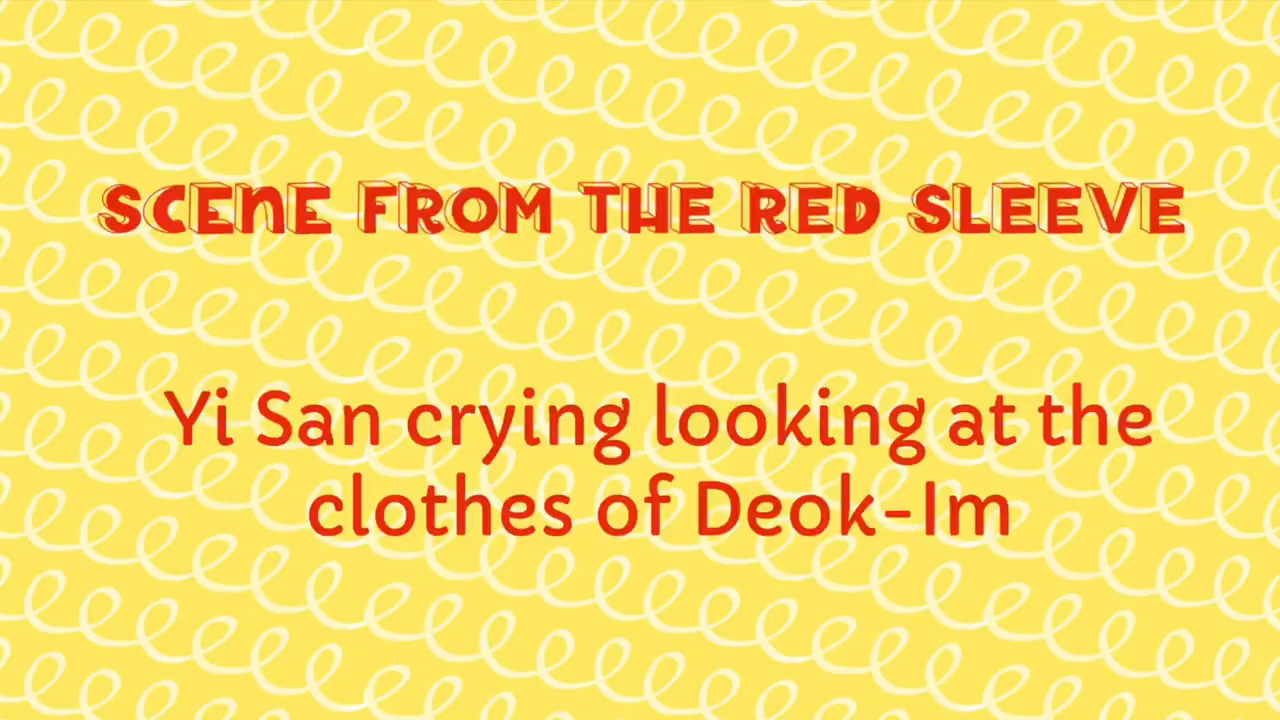 SCENE FROM THE RED SLEEVE
Yi San crying looking at the
clothes of Deok-Im